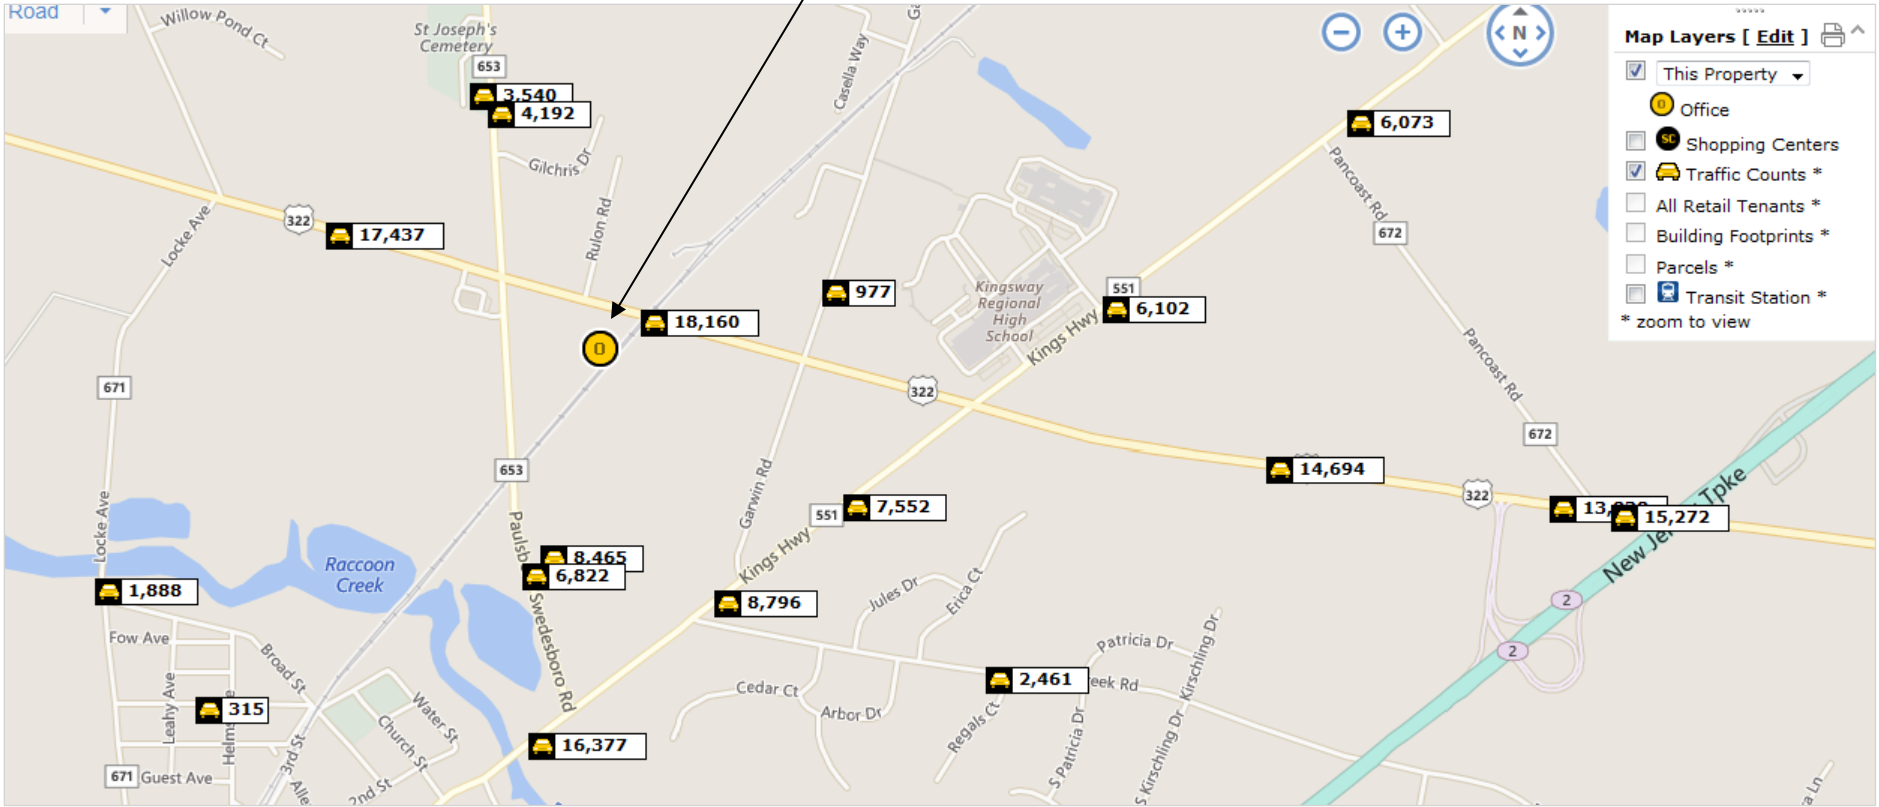 Road
Willow Pond Ct
St Joseph's
Cemetery
653
3,540
4,192
Gilchris Dr
Rulon Rd
Casella Way
Ga
N
6,073
Pancoast Rd
672
Map Layers [ Edit ]
This Property
O Office
SC Shopping Centers
Traffic Counts *
All Retail Tenants *
Building Footprints *
Parcels *
Transit Station *
* zoom to view
Locke Ave
322
17,437
977
Kingsway
Regional
High
School
551
6,102
Kings Hwy
18,160
O
322
671
Pancoast Rd
672
653
Garwin Rd
14,694
322
13,
15,272
New Jer Tpke
551
7,552
Kings Hwy
Locke Ave
Raccoon
Creek
Paulsb
8,465
6,822
Swedesboro Rd
1,888
8,796
Jules Dr
Erica Ct
2
2
Fow Ave
Broad St
Patricia Dr
S Kirschling Dr
Kirschling Dr
2,461
eek Rd
Cedar Ct
Arbor Dr
Regals Ct
S Patricia Dr
Leahy Ave
315
Helms
e
Water St
Church St
16,377
3rd St
671
Guest Ave
Alle
2nd St
a Ln